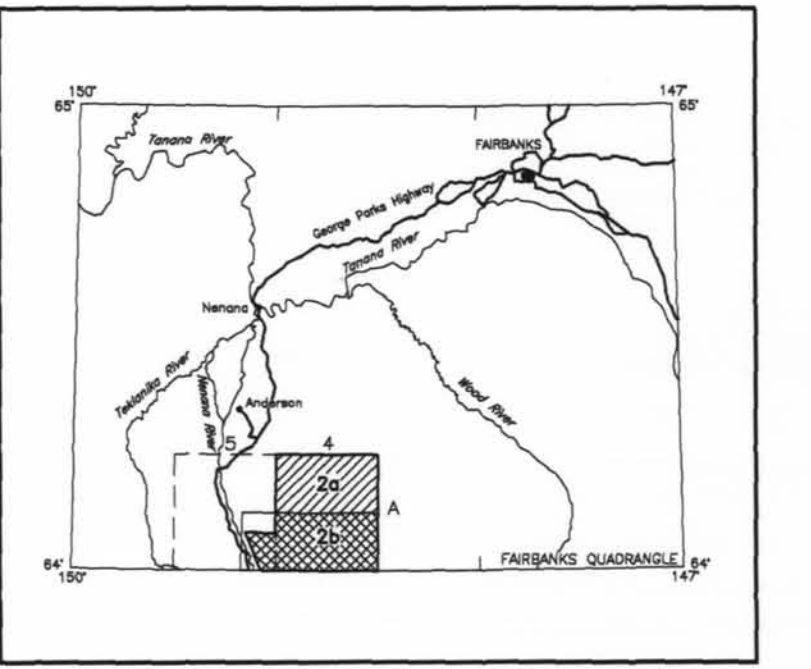 150°
147°
65°
65°
Tanana River
FAIRBANKS
George Parks Highway
Tanana River
Nenana
Teklanika River
Nenana River
Anderson
Wood River
5
4
2a
A
2b
FAIRBANKS QUADRANGLE
64°
64°
150°
147°